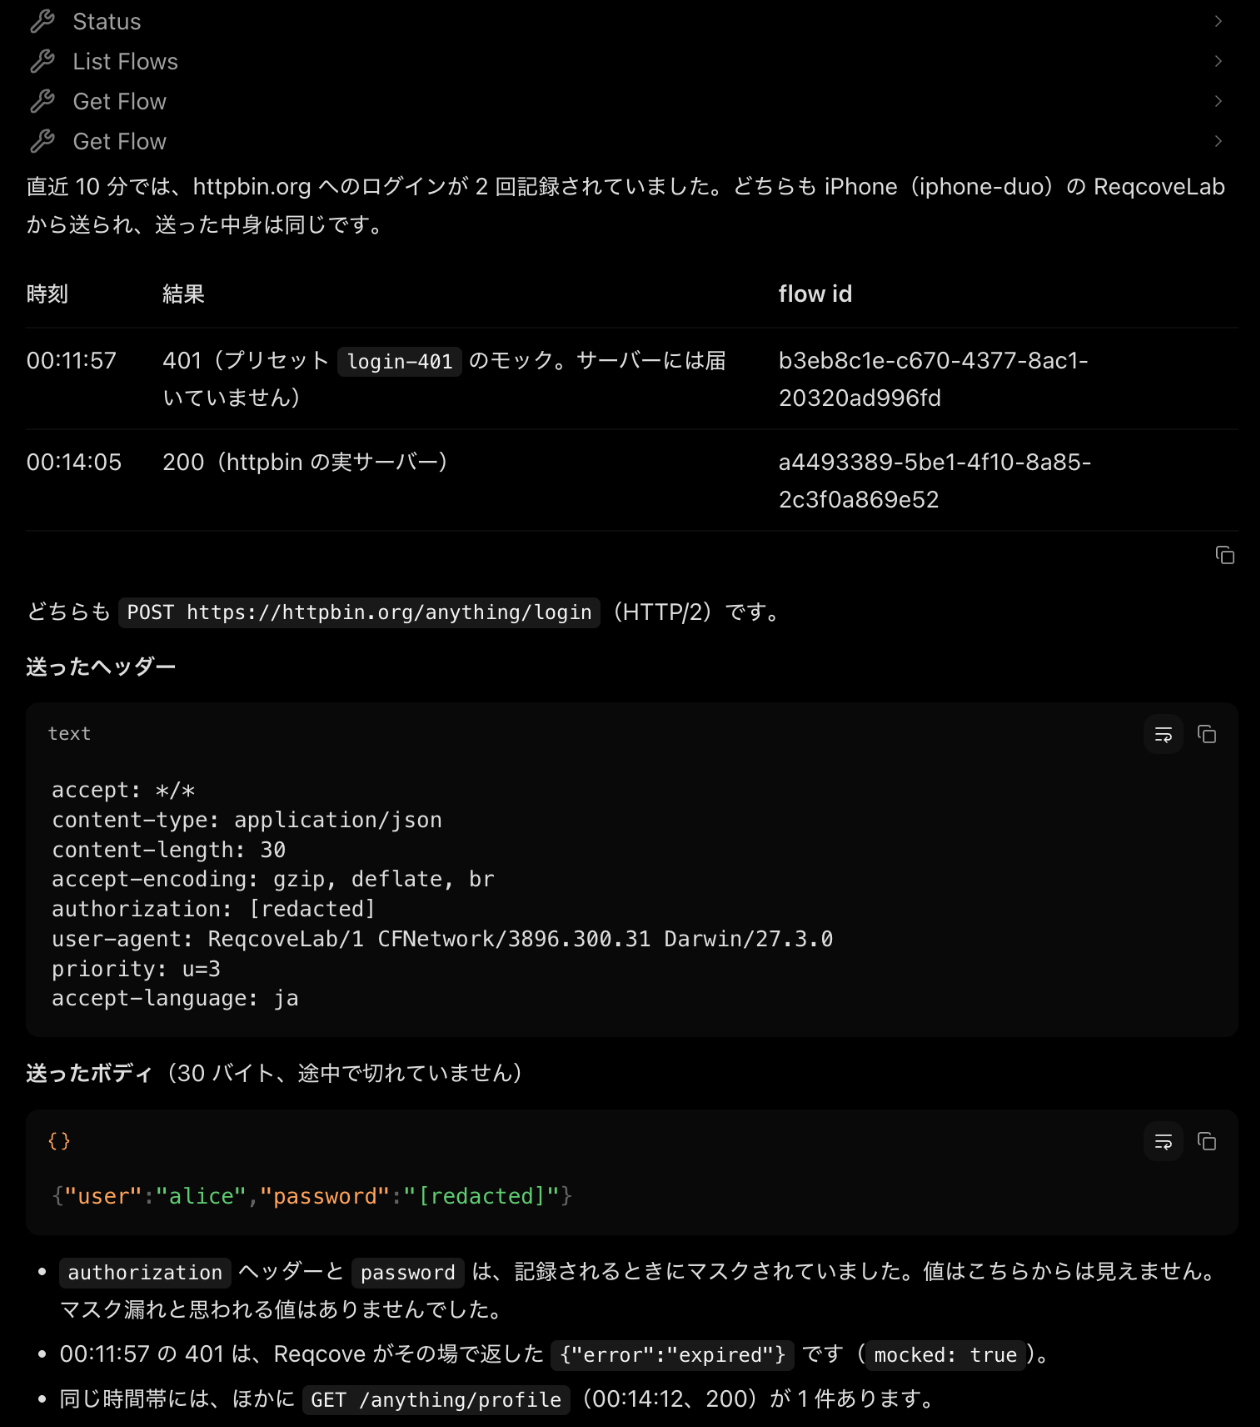 Status
List Flows
Get Flow
Get Flow
直近 10 分では、httpbin.org へのログインが 2 回記録されていました。どちらも iPhone（iphone-duo）の ReqcoveLab
から送られ、送った中身は同じです。
時刻 結果 flow id
00:11:57 401（プリセット login-401 のモック。サーバーには届 b3eb8c1e-c670-4377-8ac1-
いていません） 20320ad996fd
00:14:05 200（httpbin の実サーバー） a4493389-5be1-4f10-8a85-
2c3f0a869e52
どちらも POST https://httpbin.org/anything/login（HTTP/2）です。
送ったヘッダー
text
accept: */*
content-type: application/json
content-length: 30
accept-encoding: gzip, deflate, br
authorization: [redacted]
user-agent: ReqcoveLab/1 CFNetwork/3896.300.31 Darwin/27.3.0
priority: u=3
accept-language: ja
送ったボディ（30 バイト、途中で切れていません）
{}
{"user":"alice","password":"[redacted]"}
• authorization ヘッダーと password は、記録されるときにマスクされていました。値はこちらからは見えません。
マスク漏れと思われる値はありませんでした。
• 00:11:57 の 401 は、Reqcove がその場で返した {"error":"expired"} です（mocked: true）。
• 同じ時間帯には、ほかに GET /anything/profile（00:14:12、200）が 1 件あります。